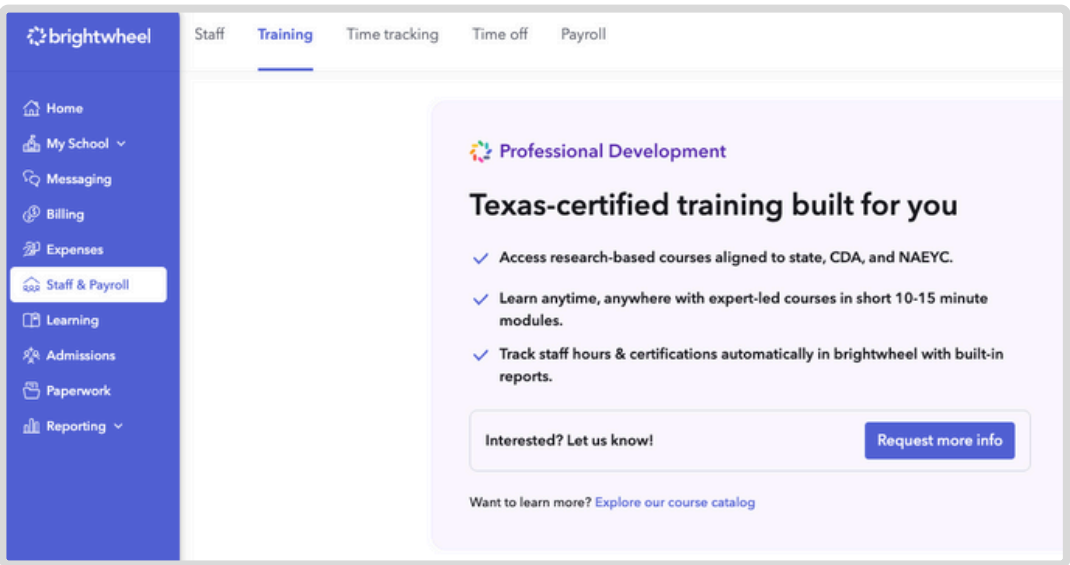 brightwheel
Staff Training Time tracking Time off Payroll
Home
My School
Messaging
Billing
Expenses
Staff & Payroll
Learning
Admissions
Paperwork
Reporting
Professional Development
Texas-certified training built for you
Access research-based courses aligned to state, CDA, and NAEYC.
Learn anytime, anywhere with expert-led courses in short 10-15 minute
modules.
Track staff hours & certifications automatically in brightwheel with built-in
reports.
Interested? Let us know! Request more info
Want to learn more? Explore our course catalog